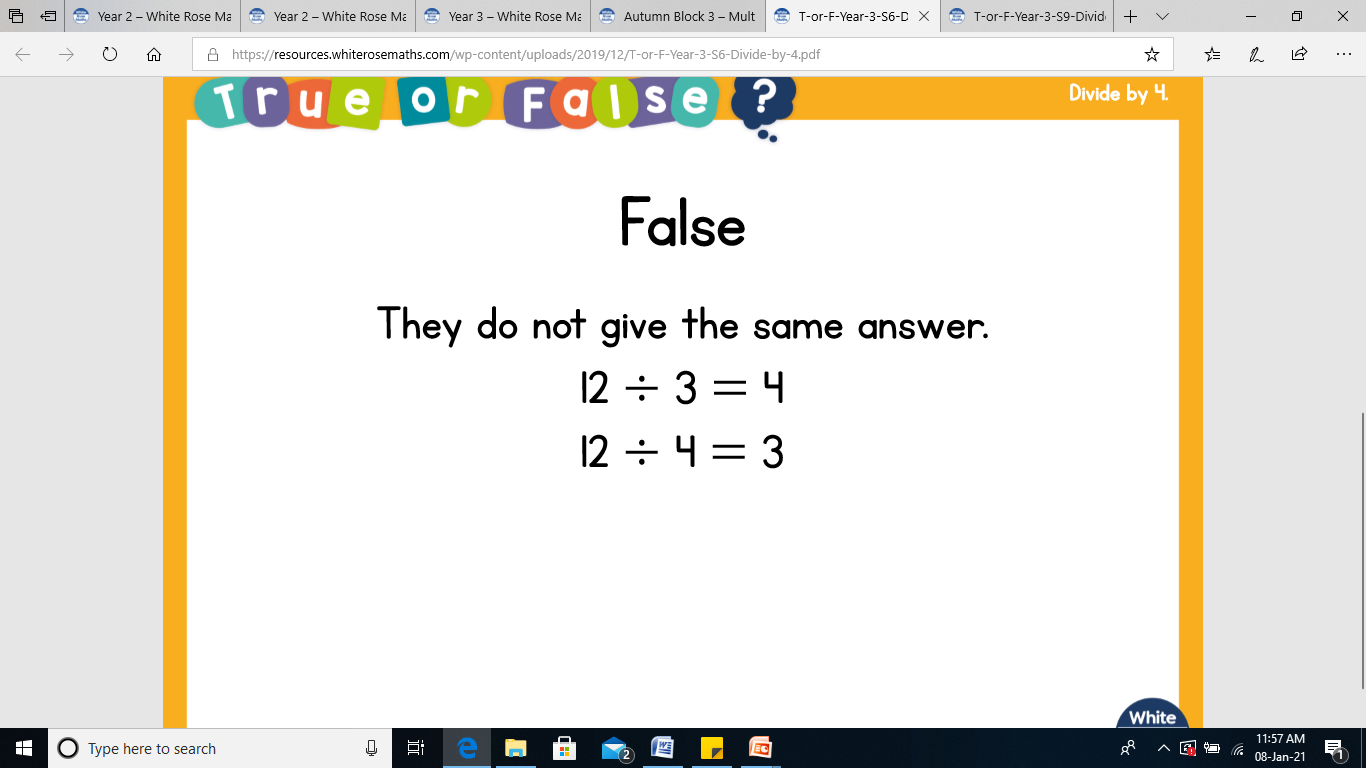 Year 2 – White Rose Ma
Year 2 – White Rose Ma
Year 3 – White Rose Ma
Autumn Block 3 – Mult
T-or-F-Year-3-S6-D
T-or-F-Year-3-S9-Divid
https://resources.whiterosemaths.com/wp-content/uploads/2019/12/T-or-F-Year-3-S6-Divide-by-4.pdf
True or False ?
Divide by 4.
False
They do not give the same answer.
12 ÷ 3 = 4
12 ÷ 4 = 3
White
Type here to search
2
11:57 AM
08-Jan-21
1